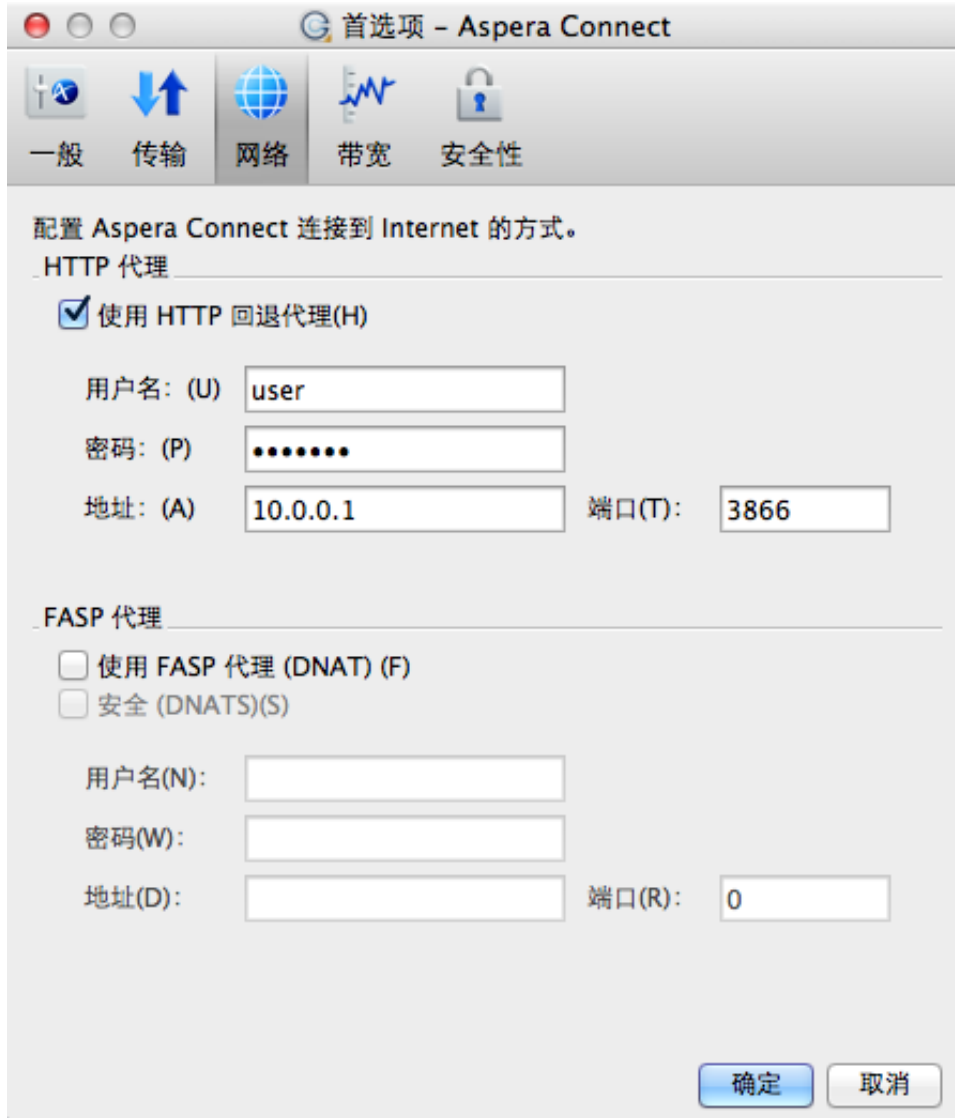 首选项 – Aspera Connect
一般 传输 网络 带宽 安全性
配置 Aspera Connect 连接到 Internet 的方式。
HTTP 代理
使用 HTTP 回退代理(H)
用户名：(U) user
密码：(P) •••••••
地址：(A) 10.0.0.1 端口(T)： 3866
FASP 代理
使用 FASP 代理 (DNAT) (F)
安全 (DNATS)(S)
用户名(N)：
密码(W)：
地址(D)： 端口(R)： 0
确定 取消